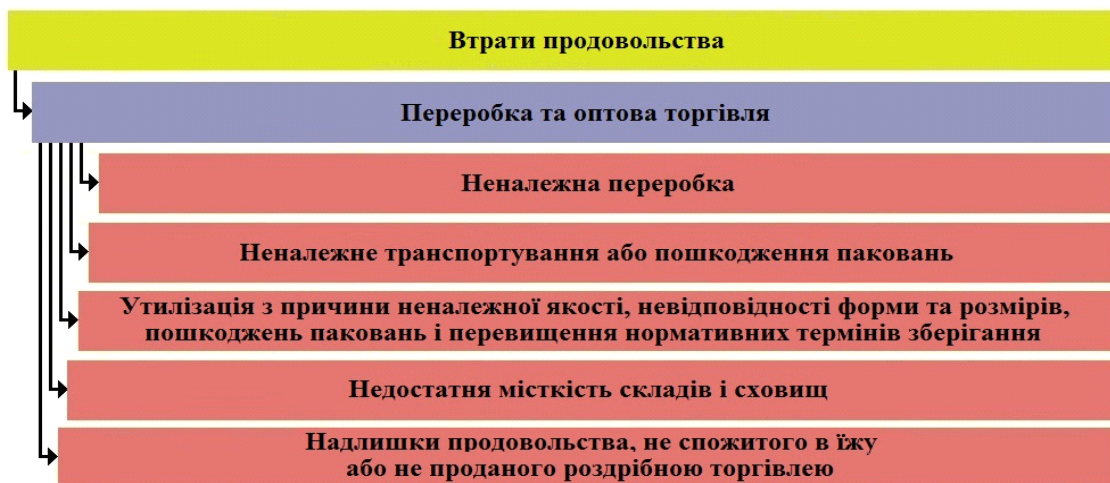 Втрати продовольства
Переробка та оптова торгівля
Неналежна переробка
Неналежне транспортування або пошкодження паковань
Утилізація з причини неналежної якості, невідповідності форми та розмірів,
пошкоджень паковань і перевищення нормативних термінів зберігання
Недостатня місткість складів і сховищ
Надлишки продовольства, не спожитого в їжу
або не проданого роздрібною торгівлею